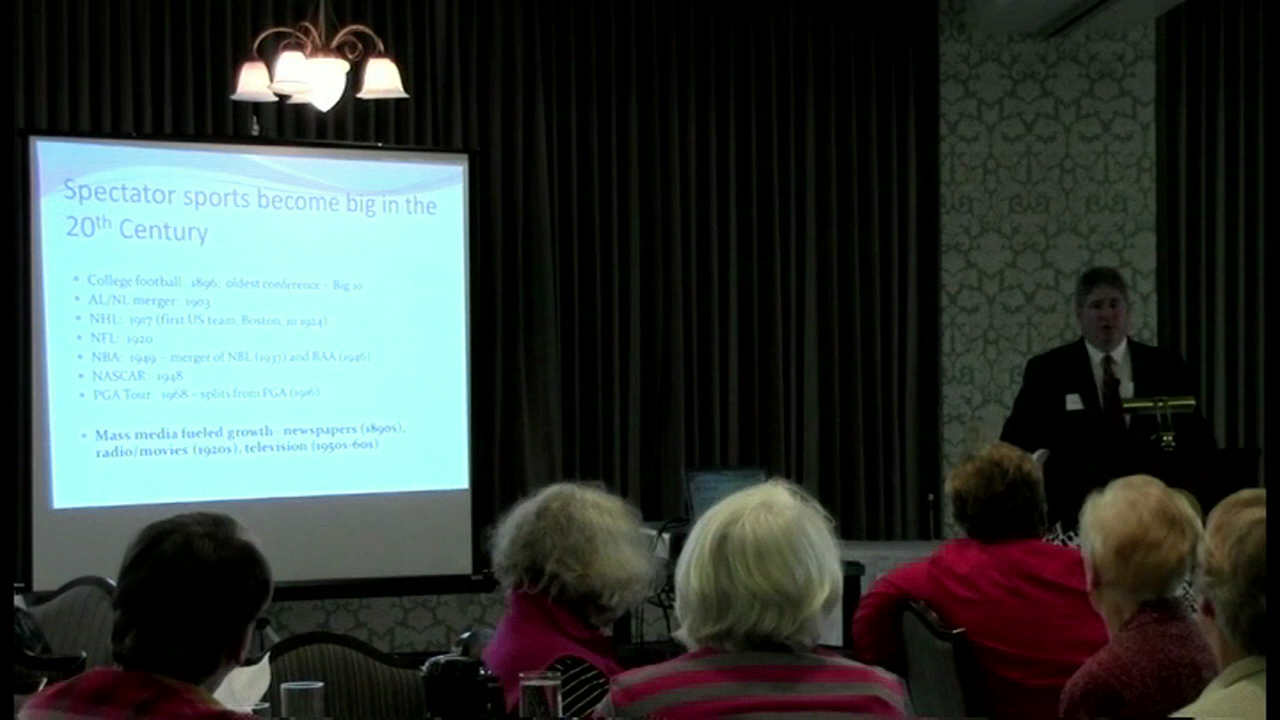 Spectator sports become big in the
20th Century
• College football: 1896: oldest conference – Big 10
• AL/NL merger: 1903
• NHL: 1917 (first US team, Boston, in 1924)
• NFL: 1920
• NBA: 1949 – merger of NBL (1937) and BAA (1946)
• NASCAR: 1948
• PGA Tour: 1968 – splits from PGA (1916)
• Mass media fueled growth- newspapers (1890s),
radio/movies (1920s), television (1950s-60s)